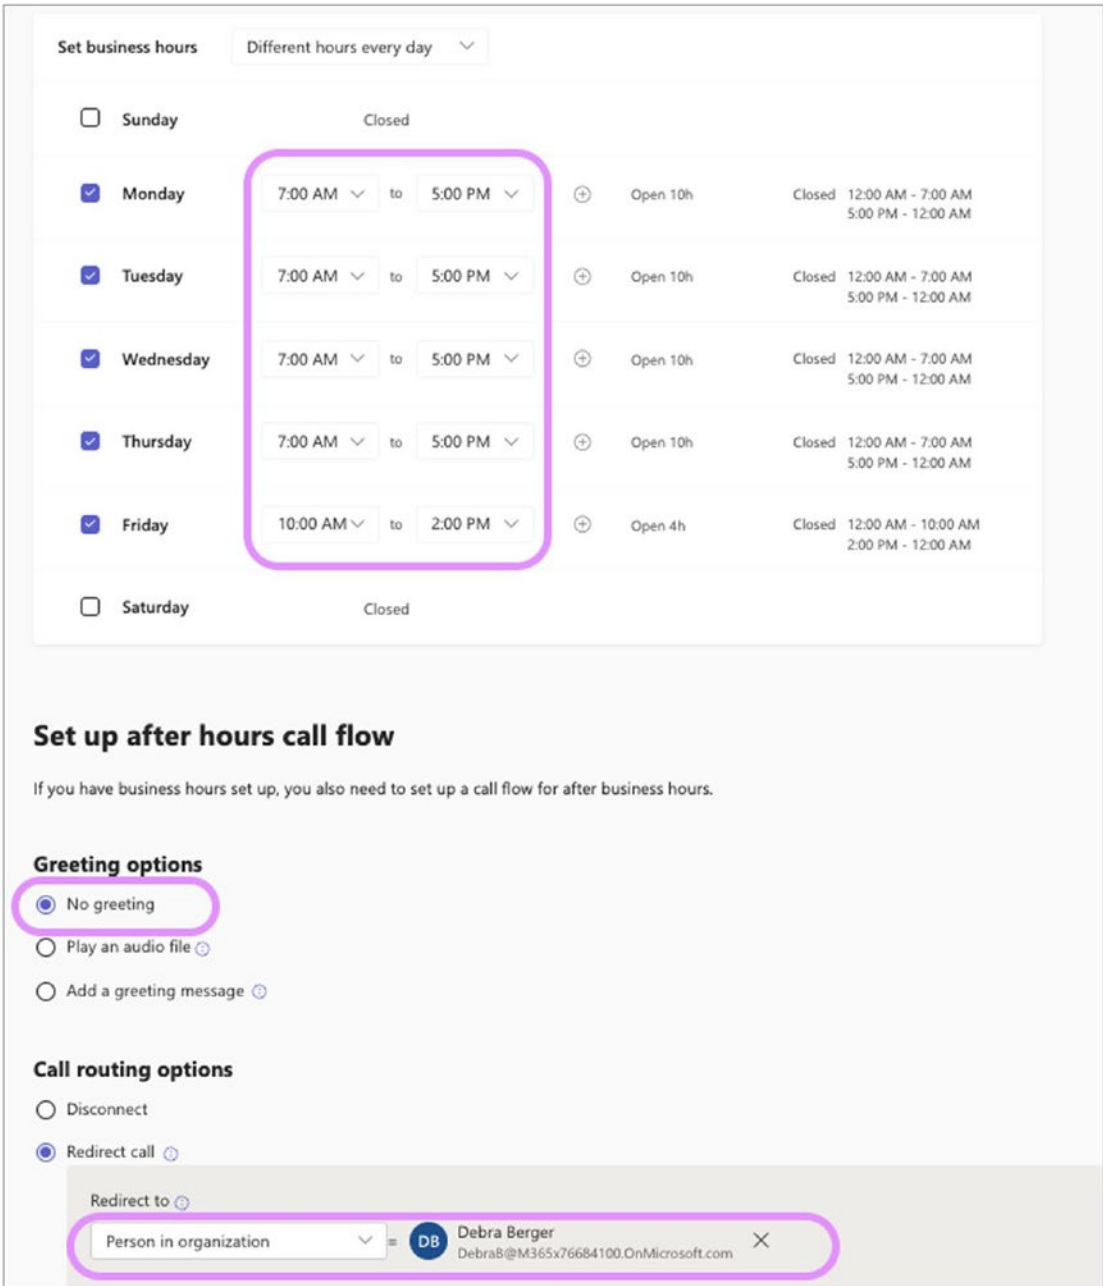 Set business hours Different hours every day
Sunday Closed
Monday 7:00 AM to 5:00 PM Open 10h Closed 12:00 AM - 7:00 AM
5:00 PM - 12:00 AM
Tuesday 7:00 AM to 5:00 PM Open 10h Closed 12:00 AM - 7:00 AM
5:00 PM - 12:00 AM
Wednesday 7:00 AM to 5:00 PM Open 10h Closed 12:00 AM - 7:00 AM
5:00 PM - 12:00 AM
Thursday 7:00 AM to 5:00 PM Open 10h Closed 12:00 AM - 7:00 AM
5:00 PM - 12:00 AM
Friday 10:00 AM to 2:00 PM Open 4h Closed 12:00 AM - 10:00 AM
2:00 PM - 12:00 AM
Saturday Closed
Set up after hours call flow
If you have business hours set up, you also need to set up a call flow for after business hours.
Greeting options
No greeting
Play an audio file
Add a greeting message
Call routing options
Disconnect
Redirect call
Redirect to
Person in organization = DB Debra Berger
DebraB@M365x76684100.OnMicrosoft.com